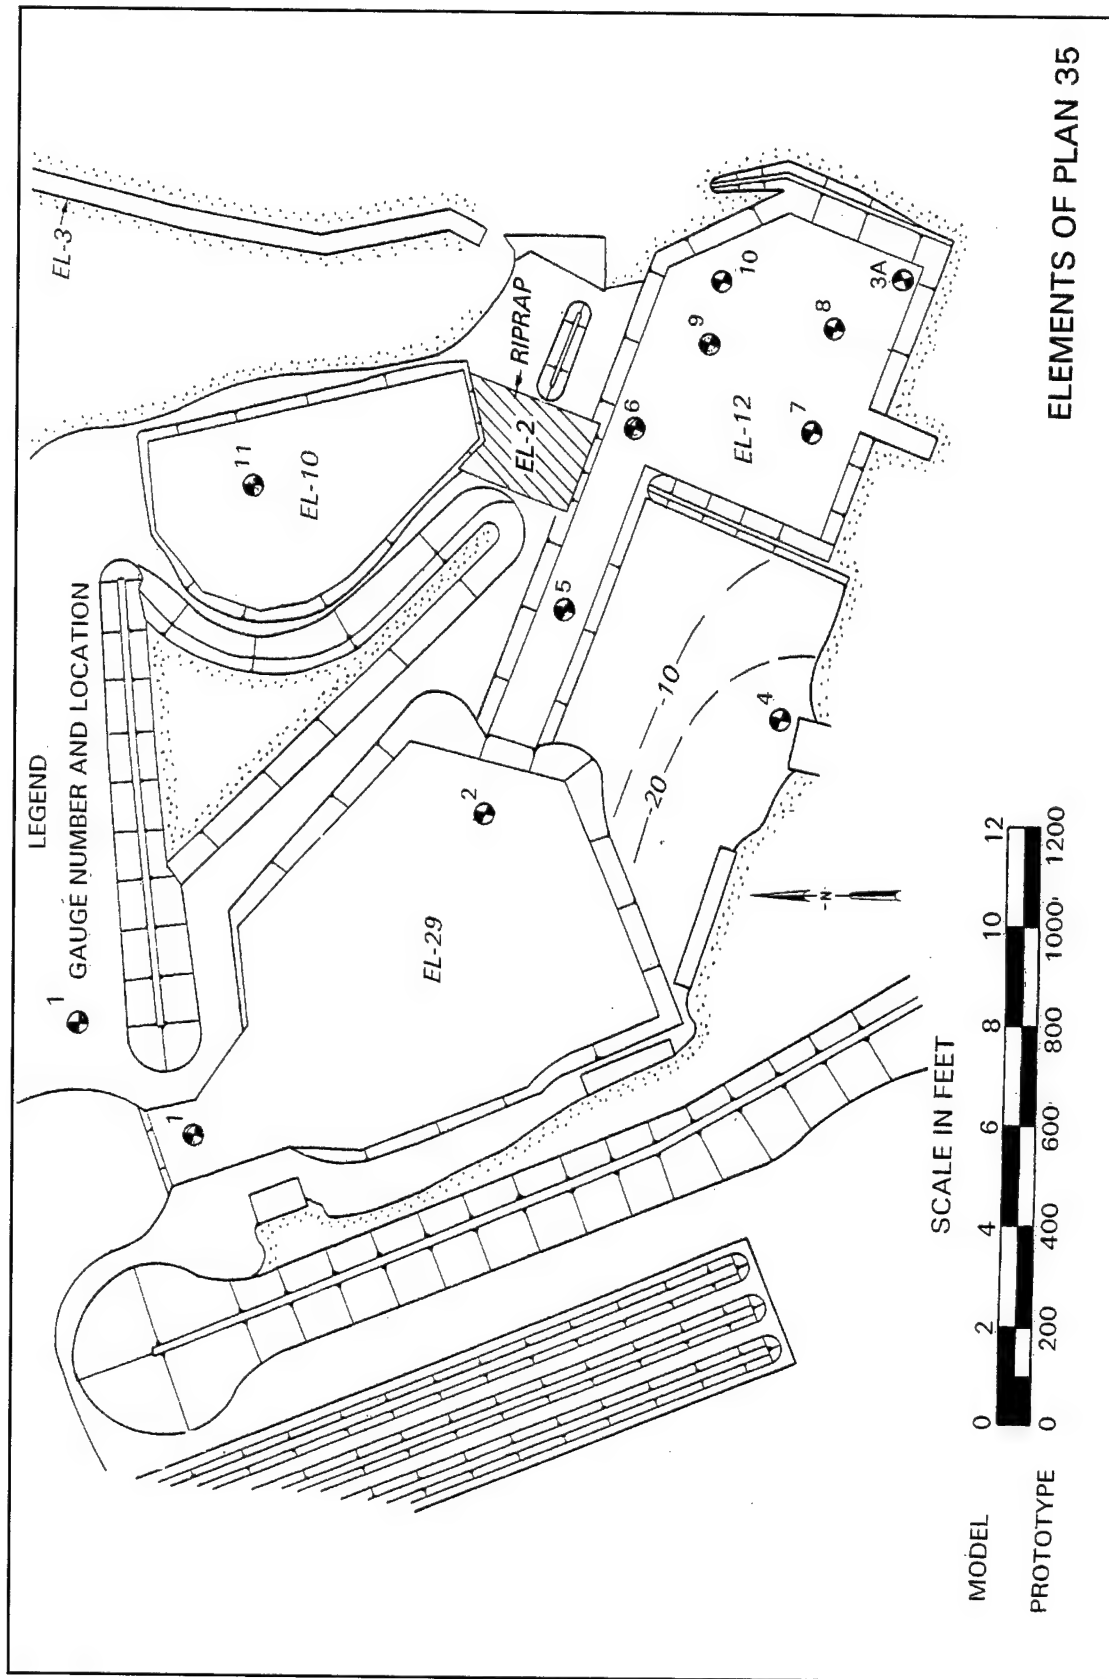 LEGEND
1 GAUGE NUMBER AND LOCATION
EL-3
1
11
EL-10
EL-29
2
RIPRAP
EL-2
5
6
-20
-10
9
EL-12
10
4
7
-N-
8
3A
SCALE IN FEET
MODEL 0 2 4 6 8 10 12
PROTOTYPE 0 200 400 600 800 1000 1200
ELEMENTS OF PLAN 35